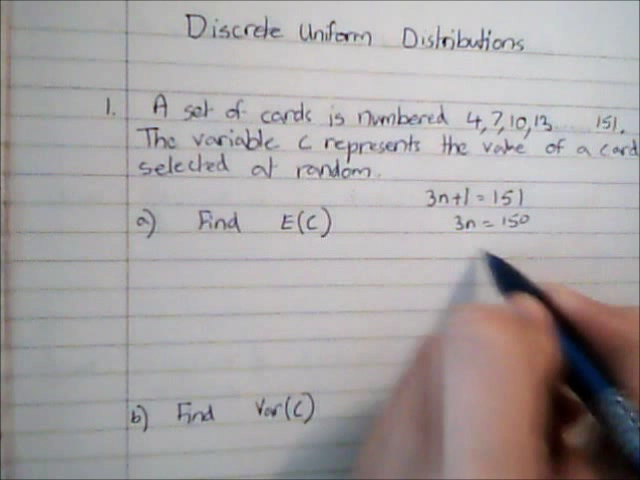 Discrete Uniform Distributions
1. A set of cards is numbered 4,7,10,13.....151.
The variable C represents the value of a card
selected at random.
3n+1=151
a) Find E(C) 3n=150
b) Find Var(C)